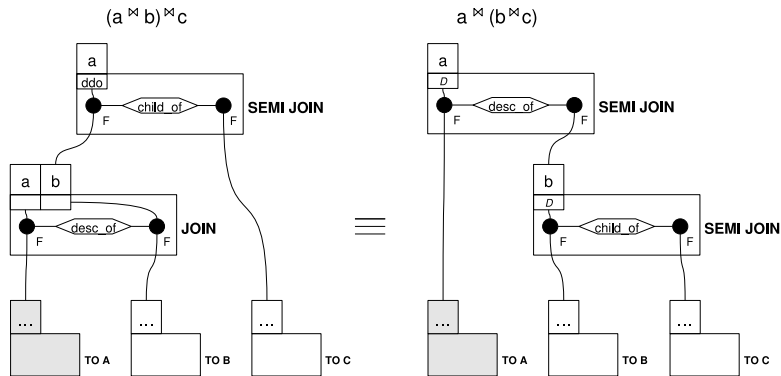 (a ⋈ b) ⋈ c
a ⋈ (b ⋈ c)
a
ddo
child_of
F
F
SEMI JOIN
a
D
desc_of
F
F
SEMI JOIN
a b
desc_of
F
F
JOIN
b
D
child_of
F
F
SEMI JOIN
...
TO A
...
TO B
...
TO C
...
TO A
...
TO B
...
TO C